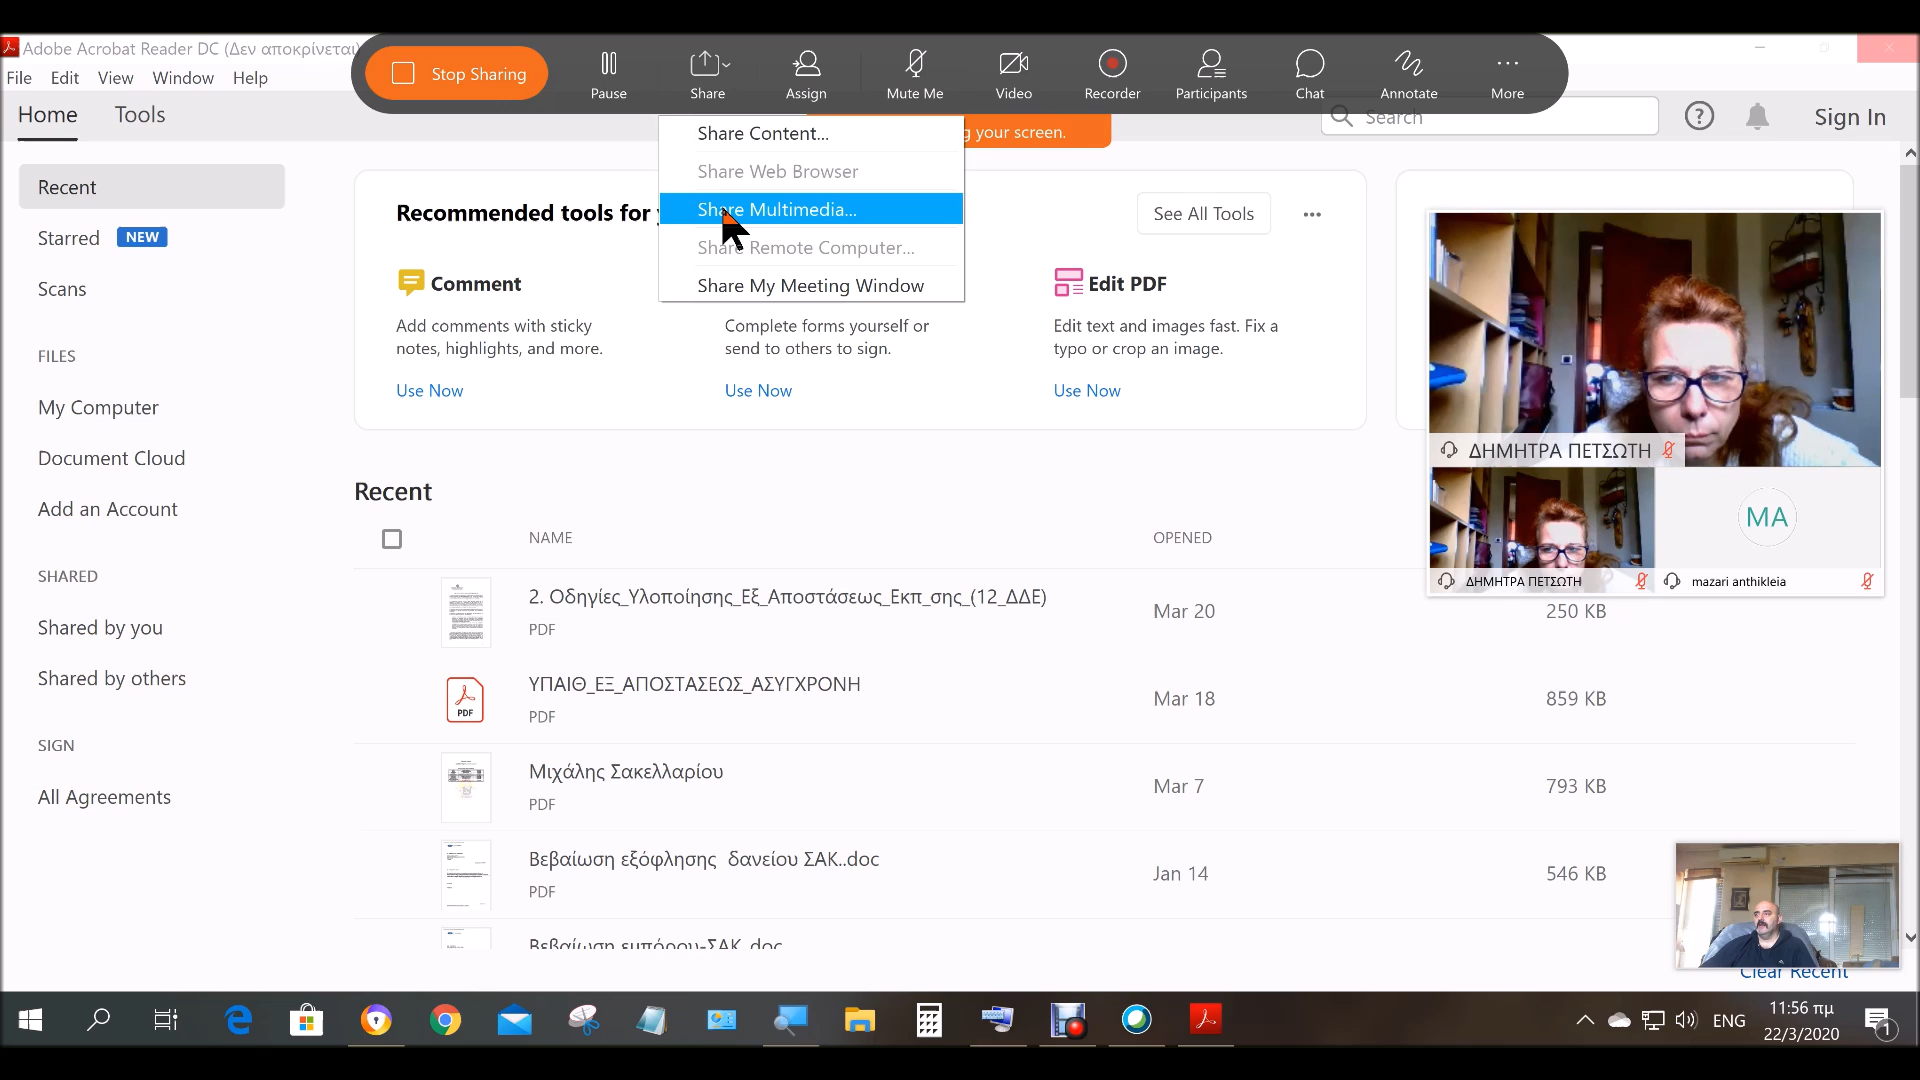 Adobe Acrobat Reader DC (Δεν αποκρίνεται)
File Edit View Window Help
Stop Sharing
Pause
Share
Assign
Mute Me
Video
Recorder
Participants
Chat
Annotate
More
g your screen.
Home Tools
Search
Sign In
Share Content...
Share Web Browser
Share Multimedia...
Share Remote Computer...
Share My Meeting Window
Recent
Starred NEW
Scans
FILES
My Computer
Document Cloud
Add an Account
SHARED
Shared by you
Shared by others
SIGN
All Agreements
Recommended tools for
See All Tools
Comment
Add comments with sticky
notes, highlights, and more.
Use Now
Complete forms yourself or
send to others to sign.
Use Now
Edit PDF
Edit text and images fast. Fix a
typo or crop an image.
Use Now
ΔΗΜΗΤΡΑ ΠΕΤΣΩΤΗ
MA
ΔΗΜΗΤΡΑ ΠΕΤΣΩΤΗ
mazari anthikleia
Recent
NAME OPENED
2. Οδηγίες_Υλοποίησης_Εξ_Αποστάσεως_Εκπ_σης_(12_ΔΔΕ)
PDF
Mar 20 250 KB
ΥΠΑΙΘ_ΕΞ_ΑΠΟΣΤΑΣΕΩΣ_ΑΣΥΓΧΡΟΝΗ
PDF
Mar 18 859 KB
PDF
Μιχάλης Σακελλαρίου
PDF
Mar 7 793 KB
Βεβαίωση εξόφλησης δανείου ΣΑΚ..doc
PDF
Jan 14 546 KB
Βεβαίωση εμπόρου-ΣΑΚ..doc
Clear Recent
ENG
11:56 πμ
22/3/2020
1